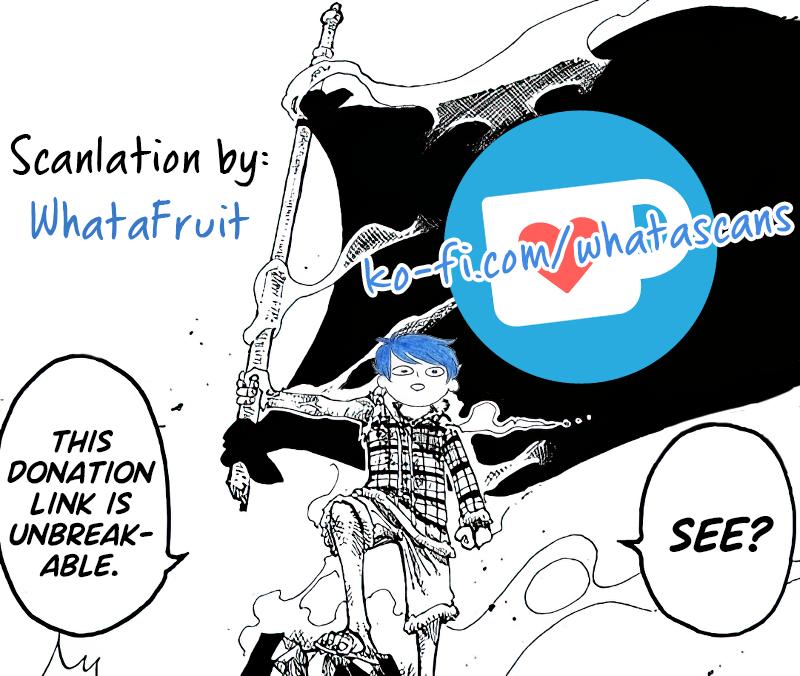 Scanlation by:
WhataFruit
ko-fi.com/whatascans
THIS
DONATION
LINK IS
UNBREAK-
ABLE.
SEE?